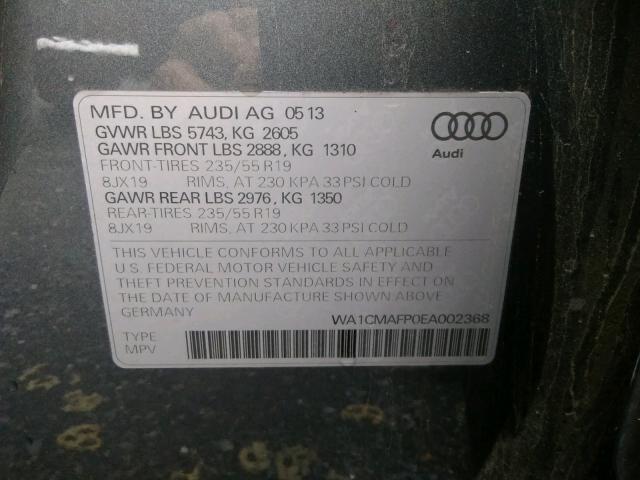 MFD. BY AUDI AG 05 13
GVWR LBS 5743, KG 2605
GAWR FRONT LBS 2888, KG 1310
FRONT-TIRES 235/55 R19
8JX19 RIMS, AT 230 KPA 33 PSI COLD
GAWR REAR LBS 2976, KG 1350
REAR-TIRES 235/55 R19
8JX19 RIMS, AT 230 KPA 33 PSI COLD
Audi
THIS VEHICLE CONFORMS TO ALL APPLICABLE
U.S. FEDERAL MOTOR VEHICLE SAFETY AND
THEFT PREVENTION STANDARDS IN EFFECT ON
THE DATE OF MANUFACTURE SHOWN ABOVE
GERMANY
WA1CMAFP0EA002368
TYPE
MPV